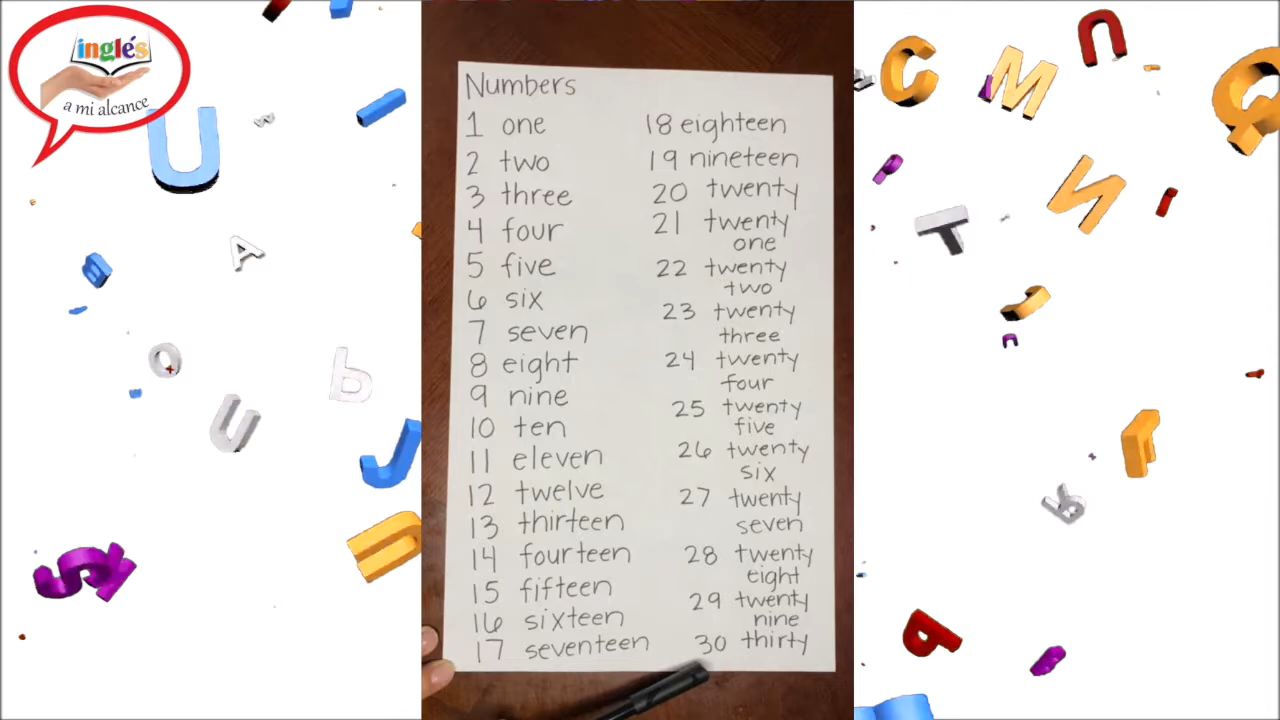 inglés
a mi alcance
Numbers
1 one
2 two
3 three
4 four
5 five
6 six
7 seven
8 eight
9 nine
10 ten
11 eleven
12 twelve
13 thirteen
14 fourteen
15 fifteen
16 sixteen
17 seventeen
18 eighteen
19 nineteen
20 twenty
21 twenty
one
22 twenty
two
23 twenty
three
24 twenty
four
25 twenty
five
26 twenty
six
27 twenty
seven
28 twenty
eight
29 twenty
nine
30 thirty